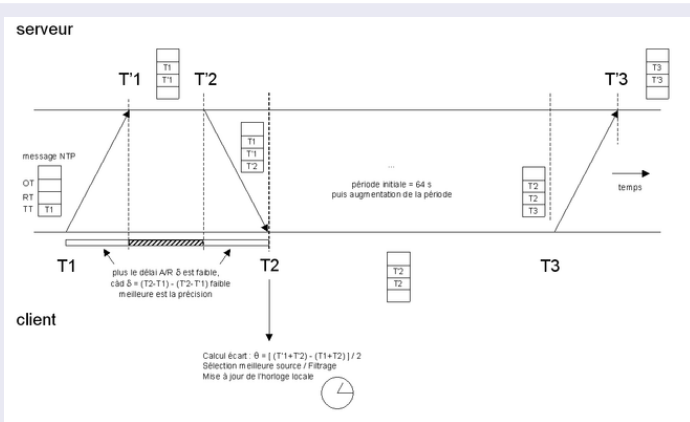 serveur
T'1
T1
T'1
T'2
T3
T'3
T'3
message NTP
OT
RT
TT
T1
T1
T'1
T'2
...
période initiale = 64 s
puis augmentation de la période
T'2
T2
T3
temps
T1
plus le délai A/R δ est faible,
càd δ = (T2-T1) - (T'2-T'1) faible
meilleure est la précision
T2
T'2
T2
T3
client
Calcul écart : θ = [ (T'1+T'2) - (T1+T2) ] / 2
Sélection meilleure source / Filtrage
Mise à jour de l'horloge locale